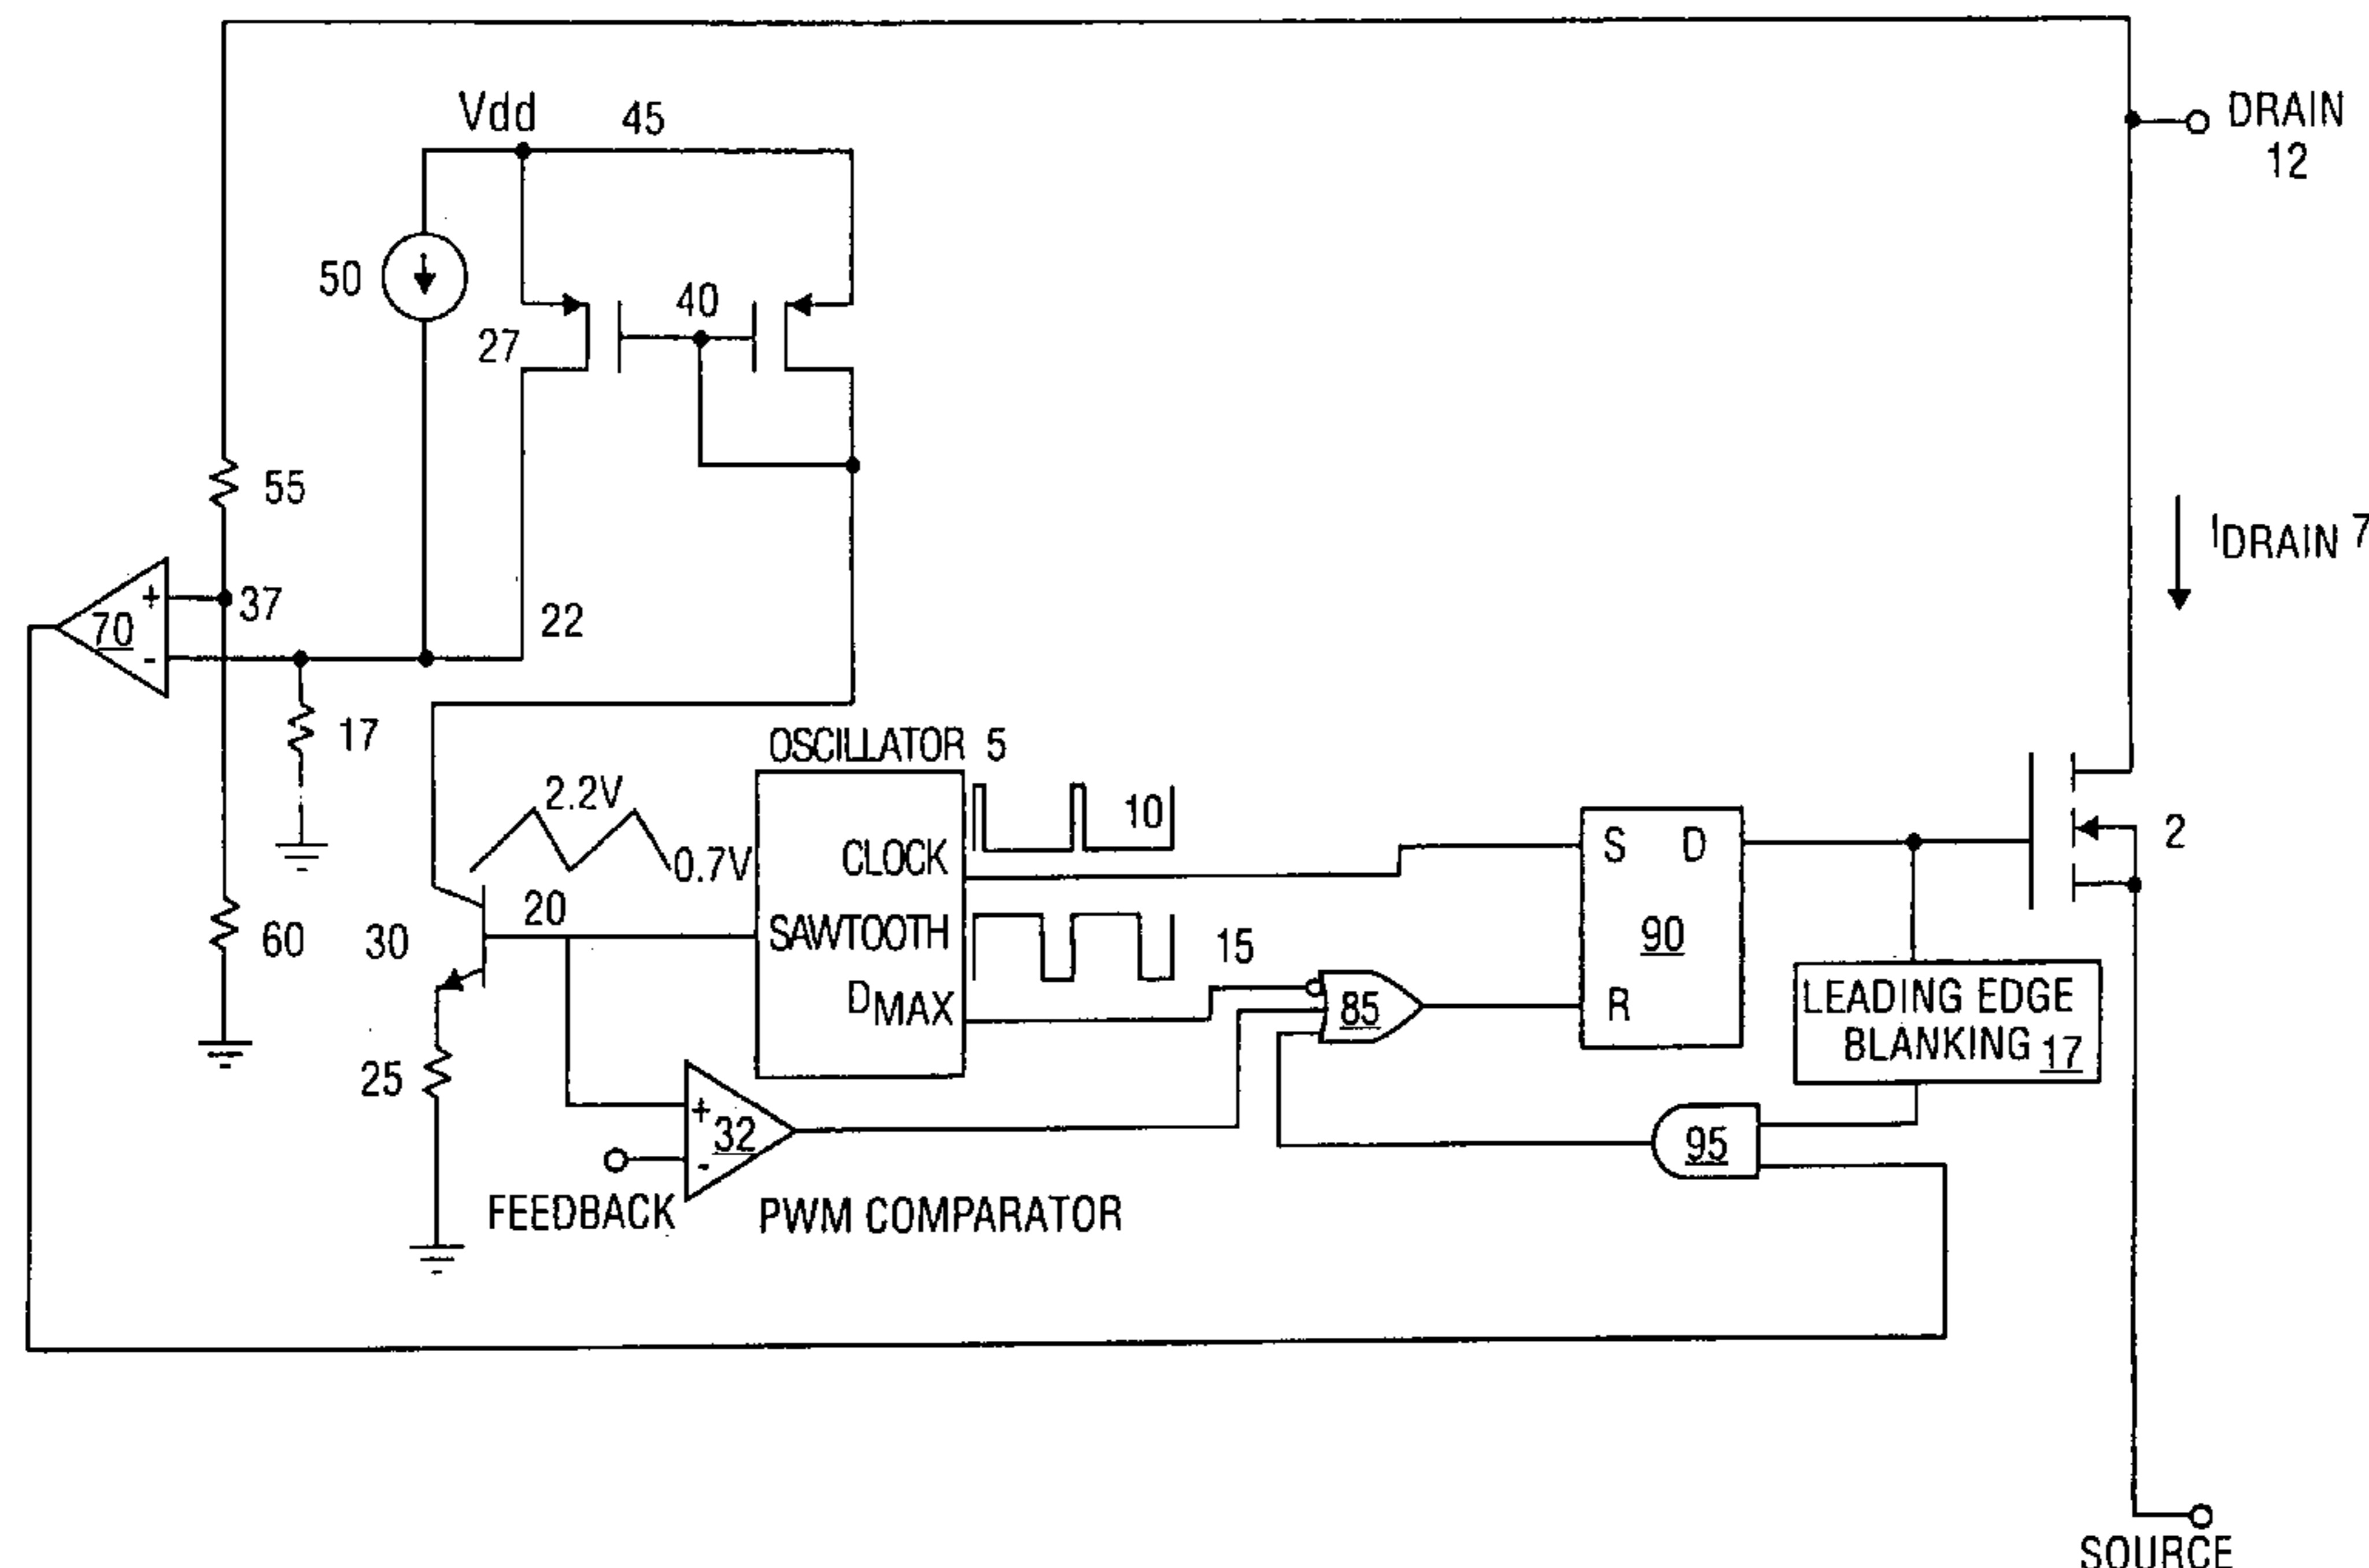 Vdd 45
DRAIN
12
50
40
27
55
IDRAIN 7
+ 37
70
-
22
17
OSCILLATOR 5
2.2V
0.7V
10
CLOCK
S D
2
20
SAWTOOTH
30
60
15
90
DMAX
85
R
LEADING EDGE
BLANKING 17
25
+
32
-
95
FEEDBACK
PWM COMPARATOR
SOURCE